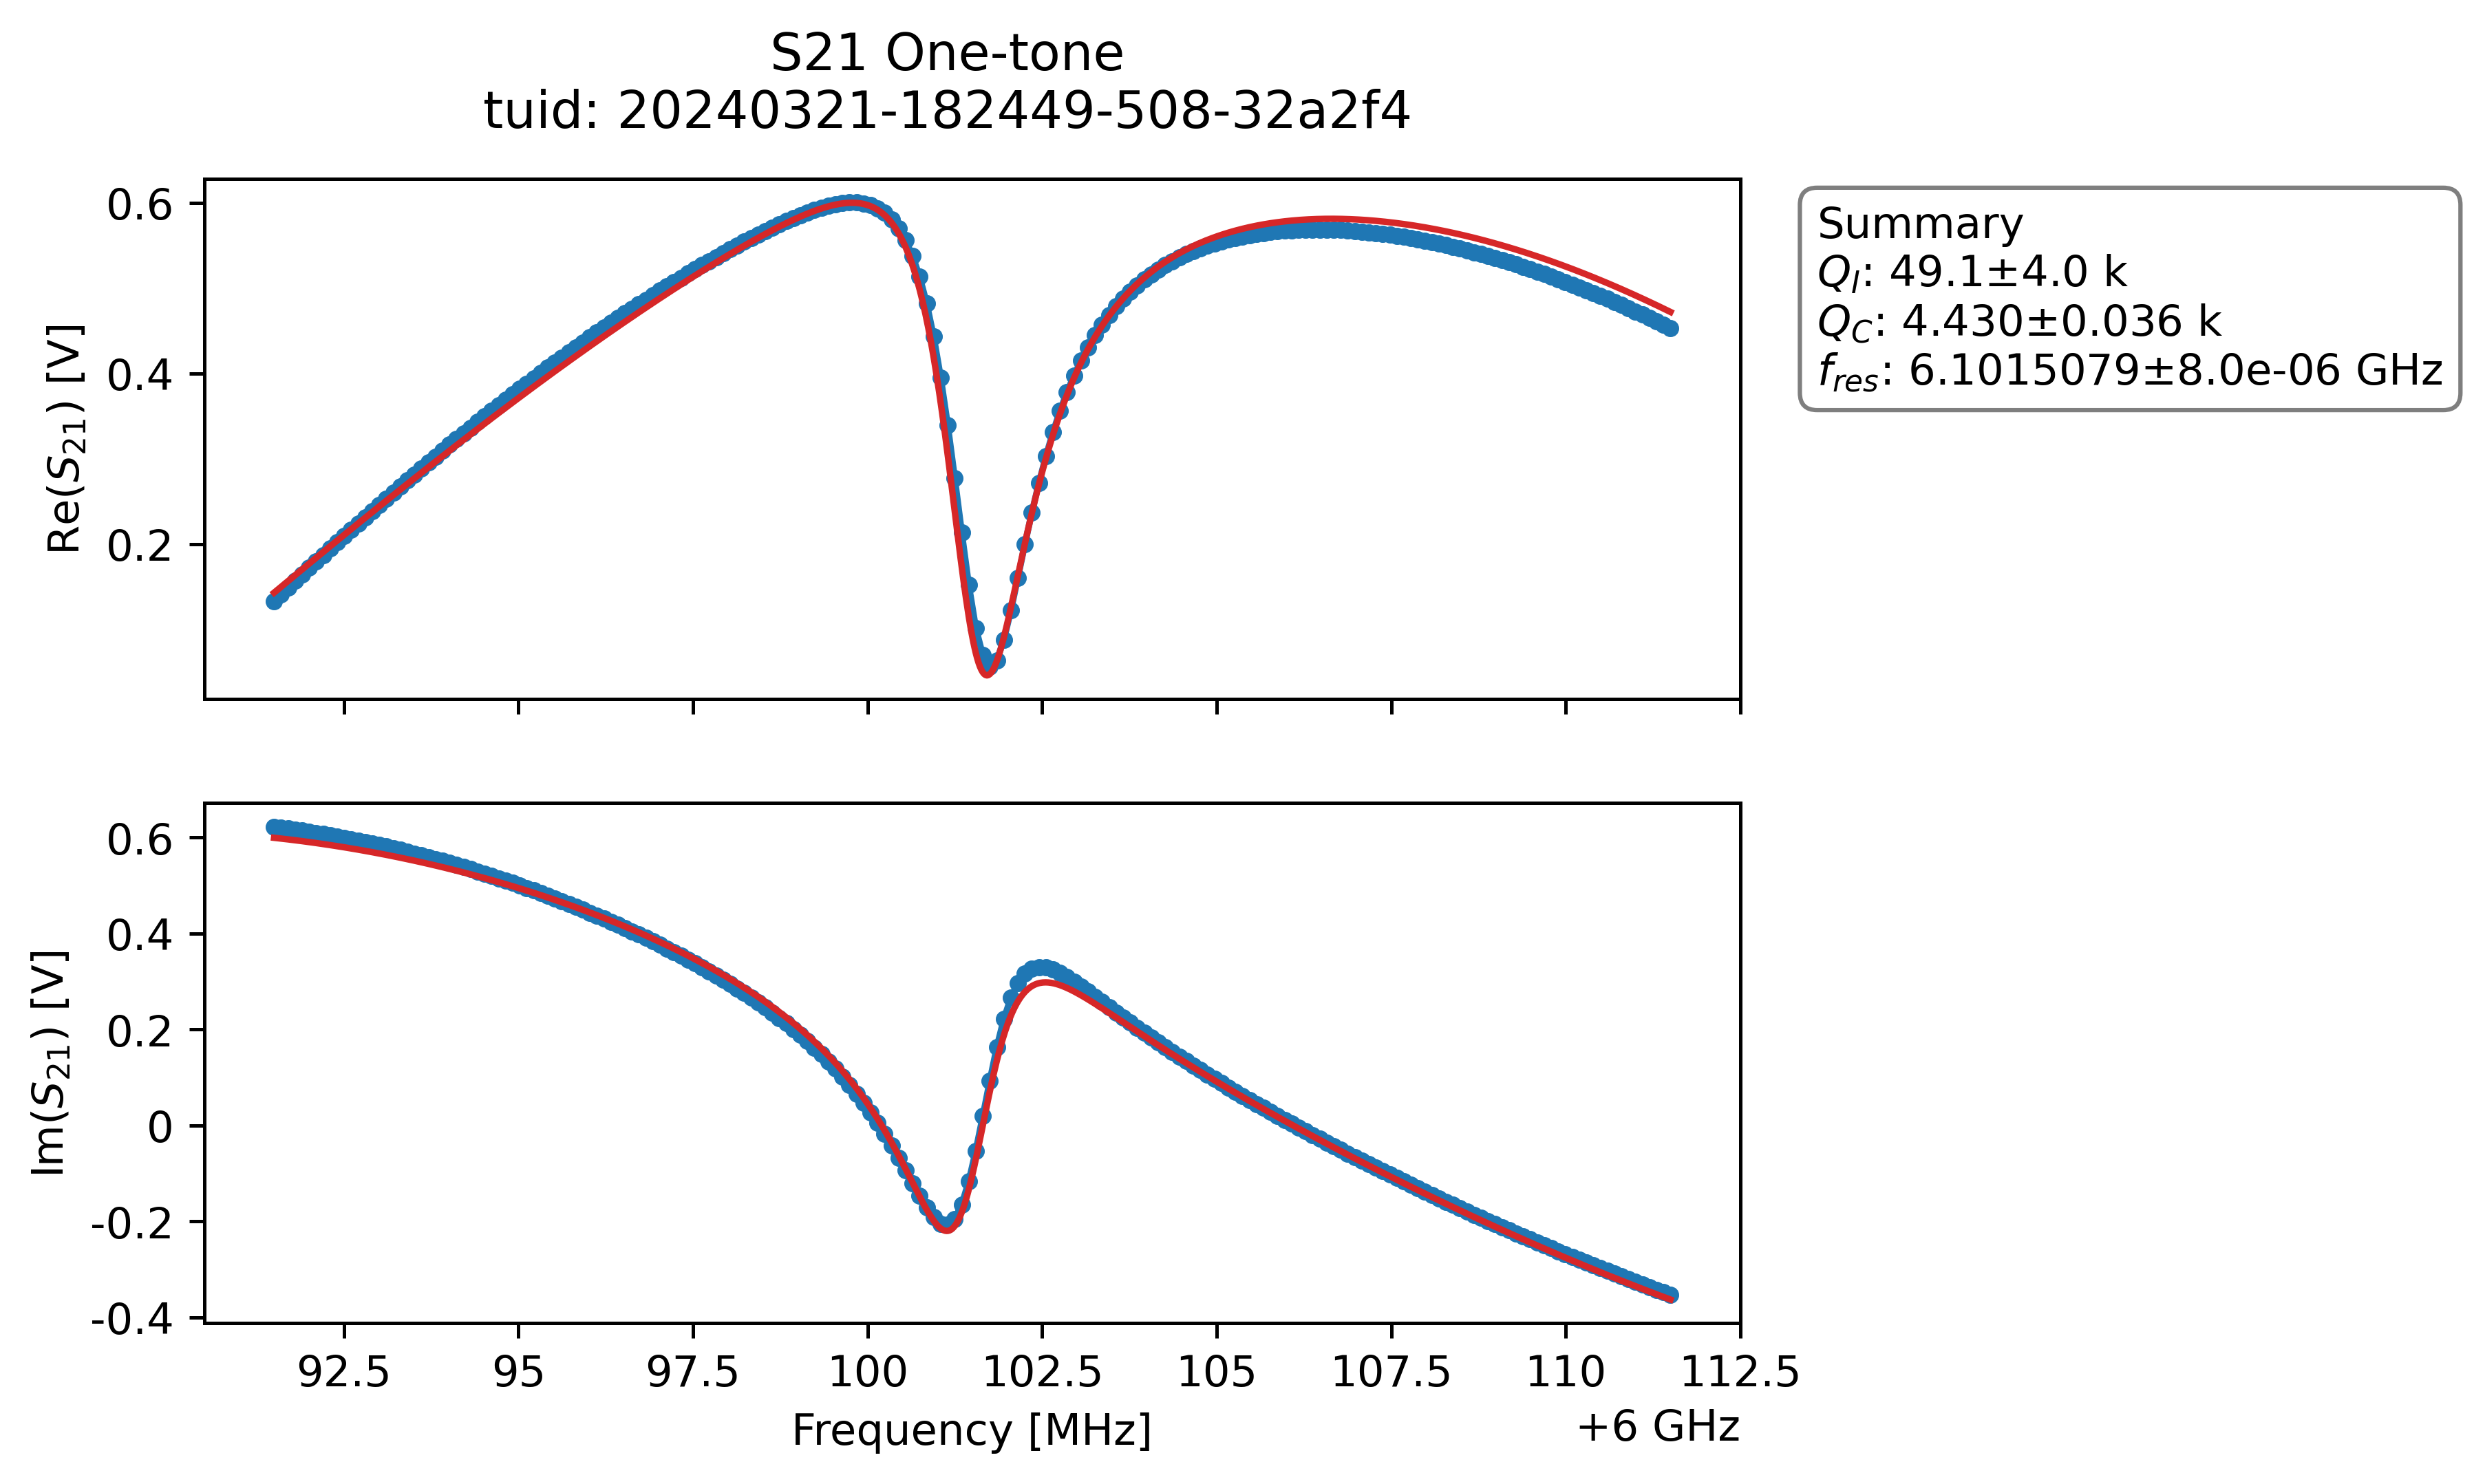 S21 One-tone
tuid: 20240321-182449-508-32a2f4
0.6
0.4
0.2
Re(S₂₁) [V]
Summary
Q_I: 49.1±4.0 k
Q_C: 4.430±0.036 k
f_res: 6.1015079±8.0e-06 GHz
0.6
0.4
0.2
0
-0.2
-0.4
Im(S₂₁) [V]
92.5 95 97.5 100 102.5 105 107.5 110 112.5
Frequency [MHz]
+6 GHz